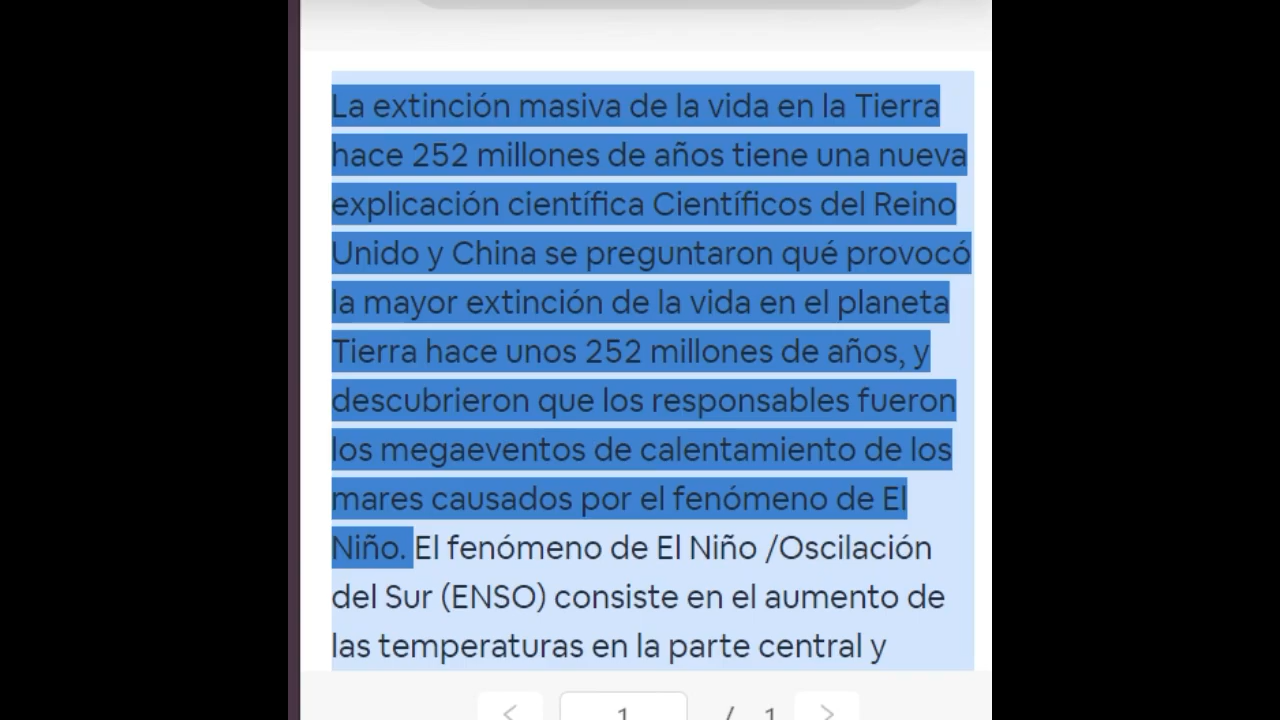 La extinción masiva de la vida en la Tierra
hace 252 millones de años tiene una nueva
explicación científica Científicos del Reino
Unido y China se preguntaron qué provocó
la mayor extinción de la vida en el planeta
Tierra hace unos 252 millones de años, y
descubrieron que los responsables fueron
los megaeventos de calentamiento de los
mares causados por el fenómeno de El
Niño. El fenómeno de El Niño /Oscilación
del Sur (ENSO) consiste en el aumento de
las temperaturas en la parte central y
1 / 1